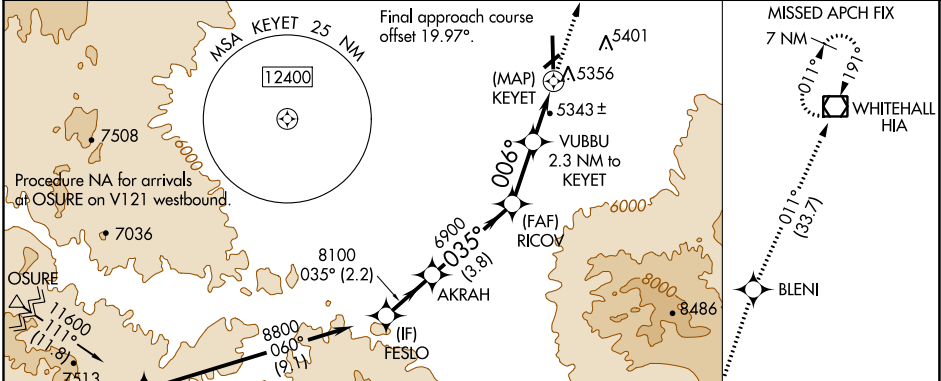 MSA KEYET 25 NM
12400
Final approach course
offset 19.97°.
5401
5356
(MAP)
KEYET
5343 ±
VUBBU
2.3 NM to
KEYET
006°
7508
6000
Procedure NA for arrivals
at OSURE on V121 westbound.
7036
(FAF)
RICOV
6000
6900
035°
(3.8)
8100
035° (2.2)
AKRAH
OSURE
11600
111°
(11.8)
7513
8800
060°
(9.1)
(IF)
FESLO
8000
8486
MISSED APCH FIX
7 NM
011°
191°
WHITEHALL
HIA
011°
(33.7)
BLENI